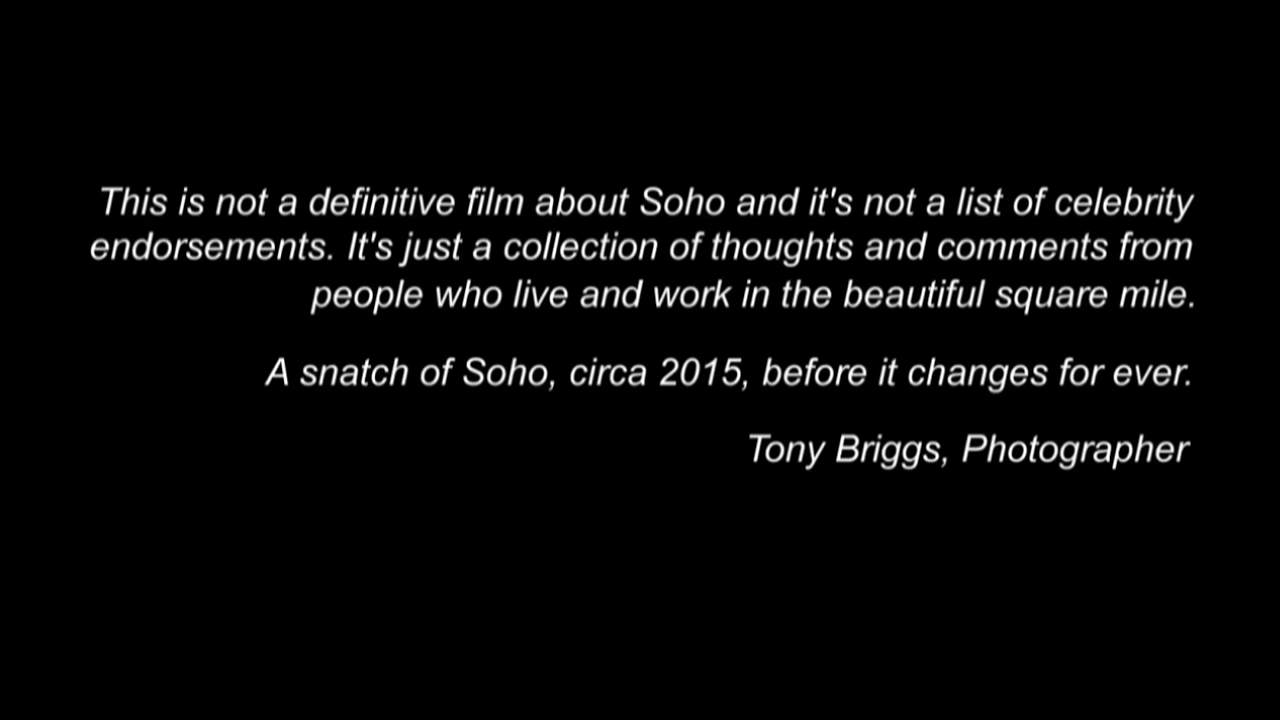 This is not a definitive film about Soho and it's not a list of celebrity
endorsements. It's just a collection of thoughts and comments from
people who live and work in the beautiful square mile.
A snatch of Soho, circa 2015, before it changes for ever.
Tony Briggs, Photographer